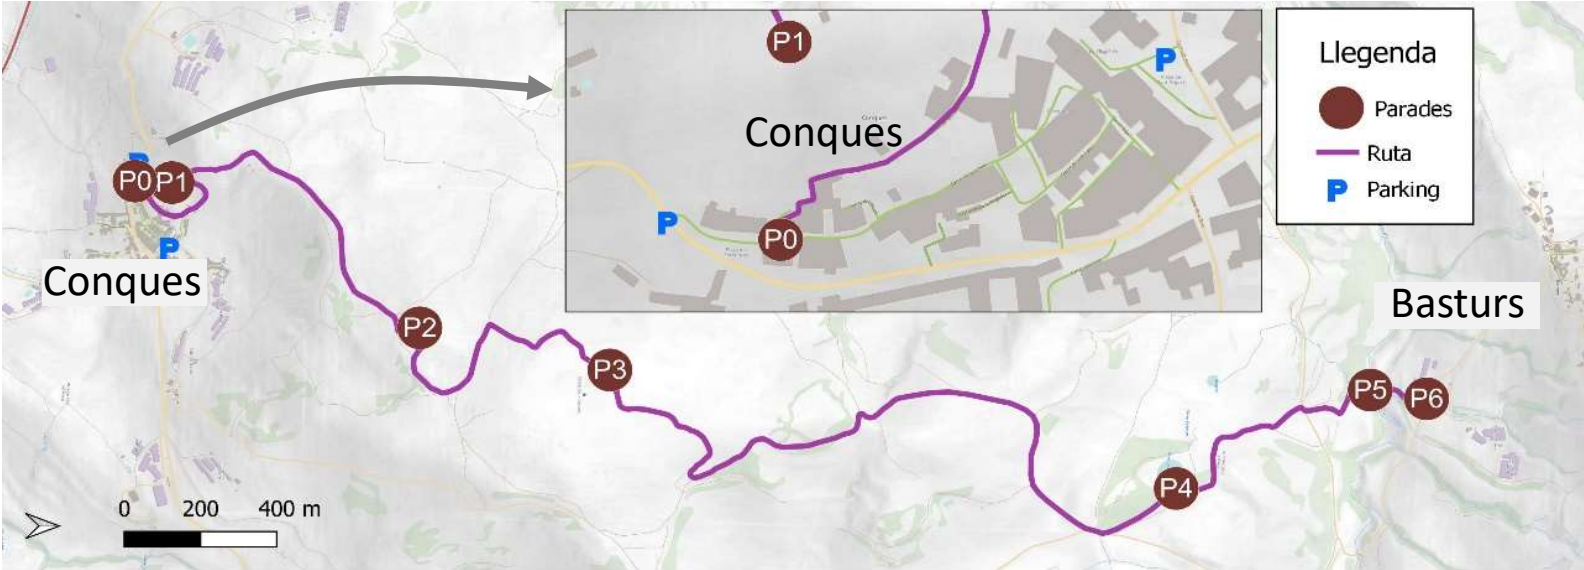 P1
P
Conques
P
P0
Llegenda
Parades
Ruta
P
Parking
P
P0
P1
P
Conques
P2
P3
P4
P5
P6
Basturs
0
200
400 m